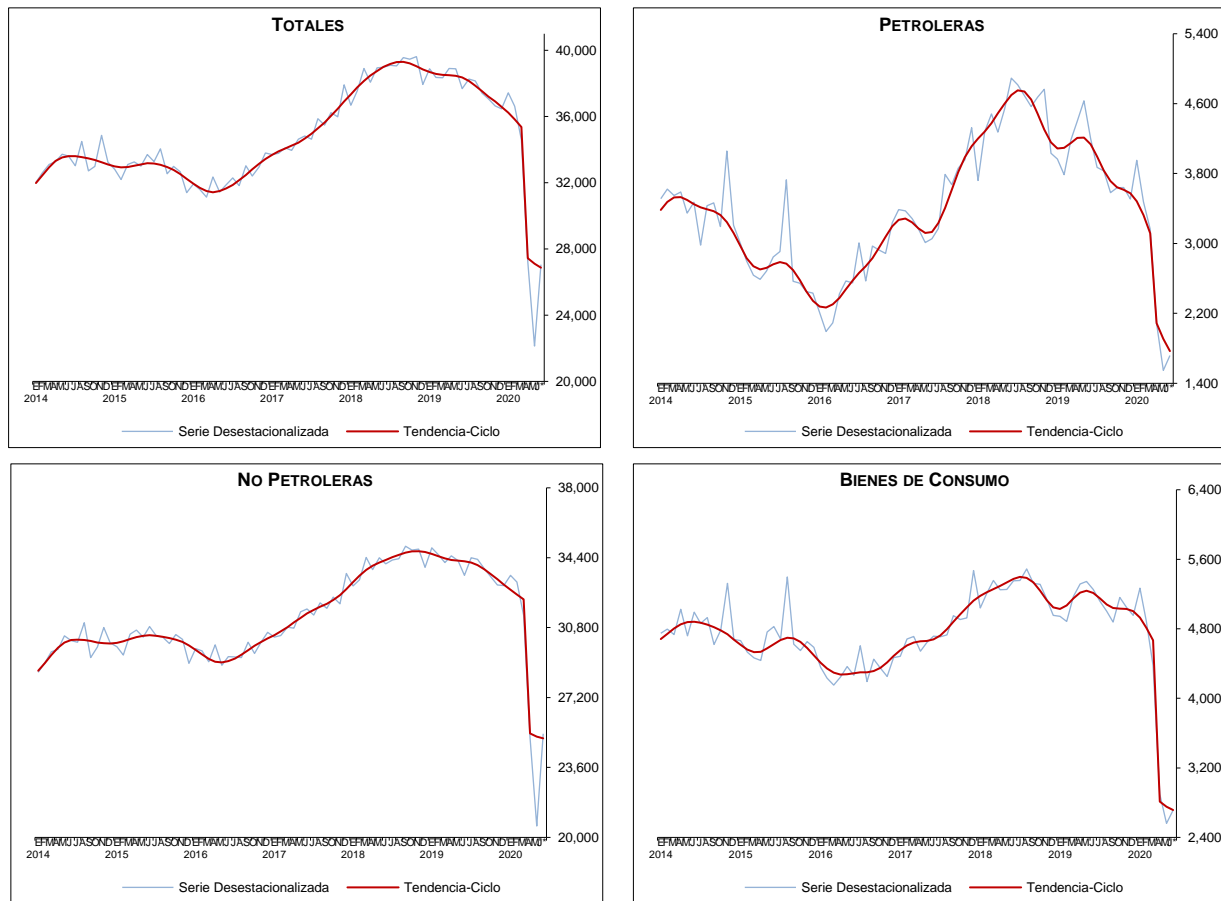 TOTALES
40,000
36,000
32,000
28,000
24,000
20,000
2014 2015 2016 2017 2018 2019 2020
Serie Desestacionalizada Tendencia-Ciclo
PETROLERAS
5,400
4,600
3,800
3,000
2,200
1,400
2014 2015 2016 2017 2018 2019 2020
Serie Desestacionalizada Tendencia-Ciclo
NO PETROLERAS
38,000
34,400
30,800
27,200
23,600
20,000
2014 2015 2016 2017 2018 2019 2020
Serie Desestacionalizada Tendencia-Ciclo
BIENES DE CONSUMO
6,400
5,600
4,800
4,000
3,200
2,400
2014 2015 2016 2017 2018 2019 2020
Serie Desestacionalizada Tendencia-Ciclo